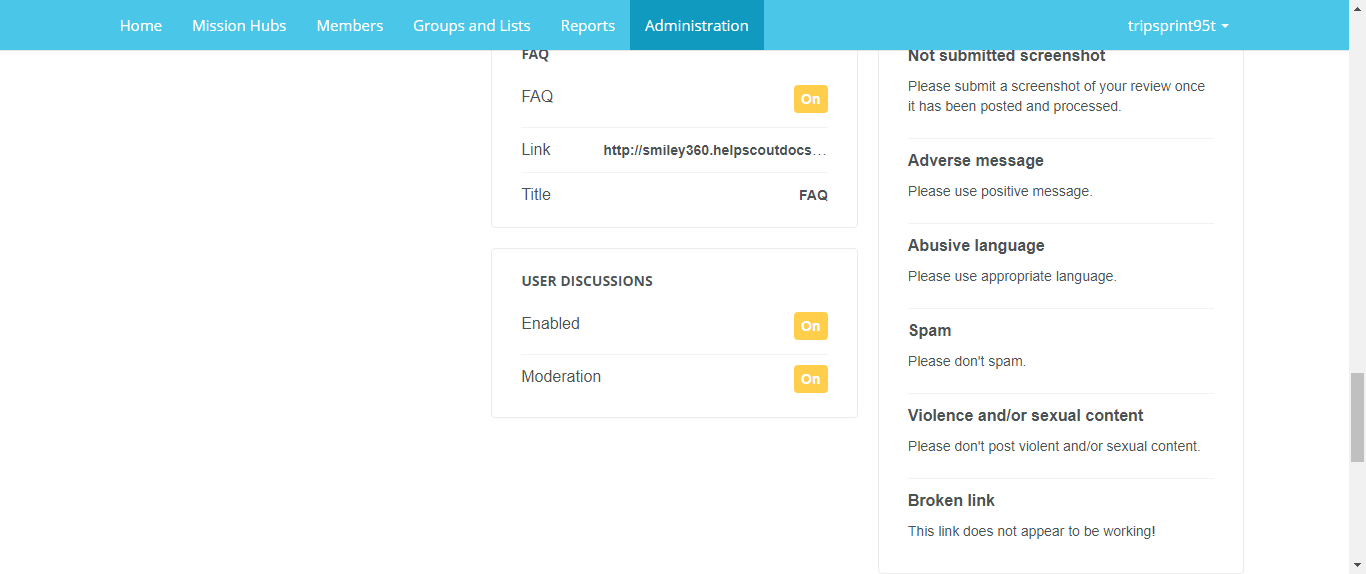 Home Mission Hubs Members Groups and Lists Reports Administration tripsprint95t
FAQ
FAQ On
Link http://smiley360.helpscoutdocs...
Title FAQ
USER DISCUSSIONS
Enabled On
Moderation On
Not submitted screenshot
Please submit a screenshot of your review once
it has been posted and processed.
Adverse message
Please use positive message.
Abusive language
Please use appropriate language.
Spam
Please don't spam.
Violence and/or sexual content
Please don't post violent and/or sexual content.
Broken link
This link does not appear to be working!